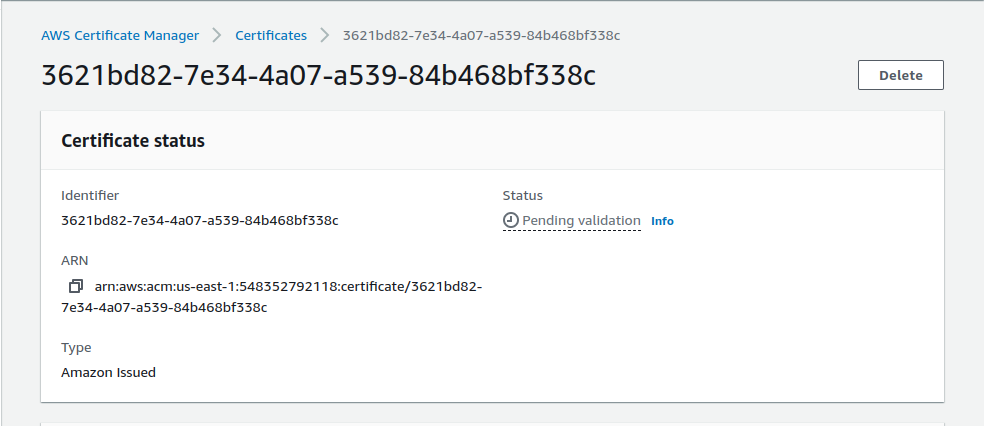 AWS Certificate Manager > Certificates > 3621bd82-7e34-4a07-a539-84b468bf338c
3621bd82-7e34-4a07-a539-84b468bf338c
Delete
Certificate status
Identifier
3621bd82-7e34-4a07-a539-84b468bf338c
Status
Pending validation Info
ARN
arn:aws:acm:us-east-1:548352792118:certificate/3621bd82-
7e34-4a07-a539-84b468bf338c
Type
Amazon Issued